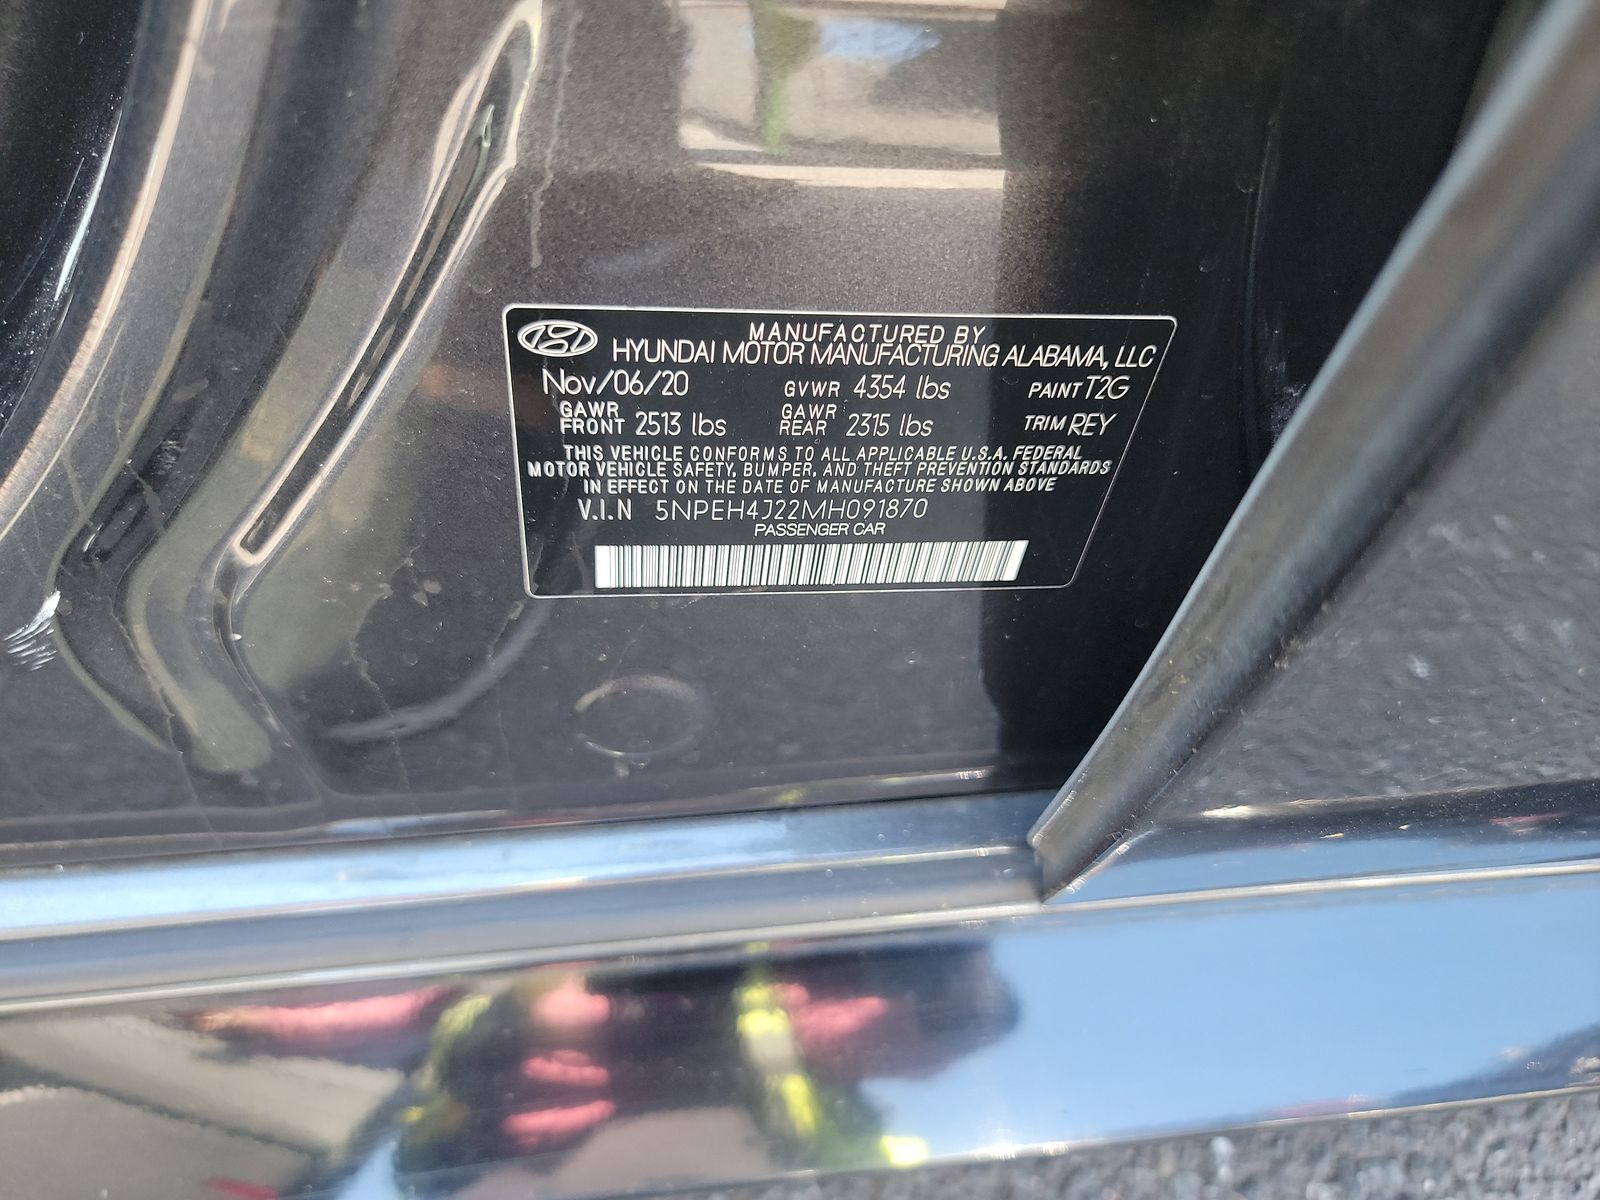 MANUFACTURED BY
HYUNDAI MOTOR MANUFACTURING ALABAMA, LLC
Nov/06/20 GVWR 4354 lbs PAINT T2G
GAWR FRONT 2513 lbs GAWR REAR 2315 lbs TRIM REY
THIS VEHICLE CONFORMS TO ALL APPLICABLE U.S.A. FEDERAL
MOTOR VEHICLE SAFETY, BUMPER, AND THEFT PREVENTION STANDARDS
IN EFFECT ON THE DATE OF MANUFACTURE SHOWN ABOVE
V.I.N 5NPEH4J22MH091870
PASSENGER CAR